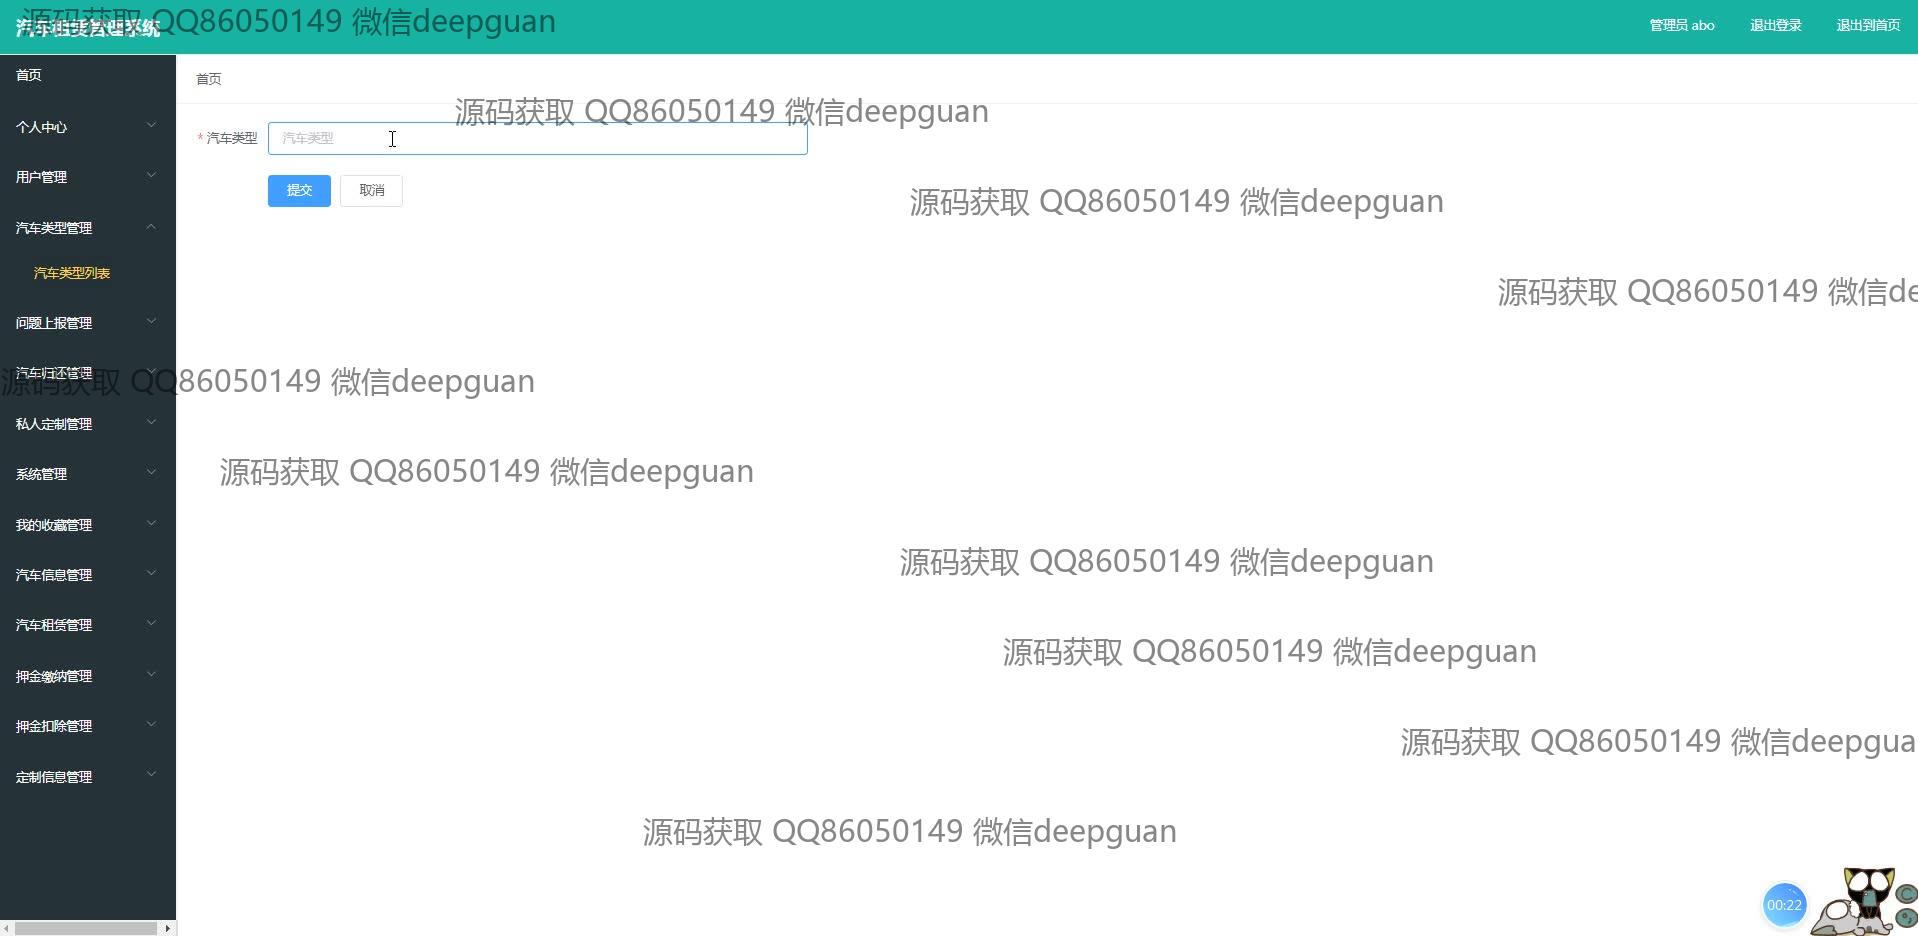 汽车租赁管理系统
源码获取 QQ86050149 微信deepguan
管理员 abo
退出登录
退出到首页
首页
首页
源码获取 QQ86050149 微信deepguan
个人中心
* 汽车类型
汽车类型
用户管理
提交
取消
源码获取 QQ86050149 微信deepguan
汽车类型管理
汽车类型列表
源码获取 QQ86050149 微信de
问题上报管理
汽车归还管理
源码获取 QQ86050149 微信deepguan
私人定制管理
系统管理
源码获取 QQ86050149 微信deepguan
我的收藏管理
源码获取 QQ86050149 微信deepguan
汽车信息管理
汽车租赁管理
源码获取 QQ86050149 微信deepguan
押金缴纳管理
押金扣除管理
源码获取 QQ86050149 微信deepgua
定制信息管理
源码获取 QQ86050149 微信deepguan
00:22